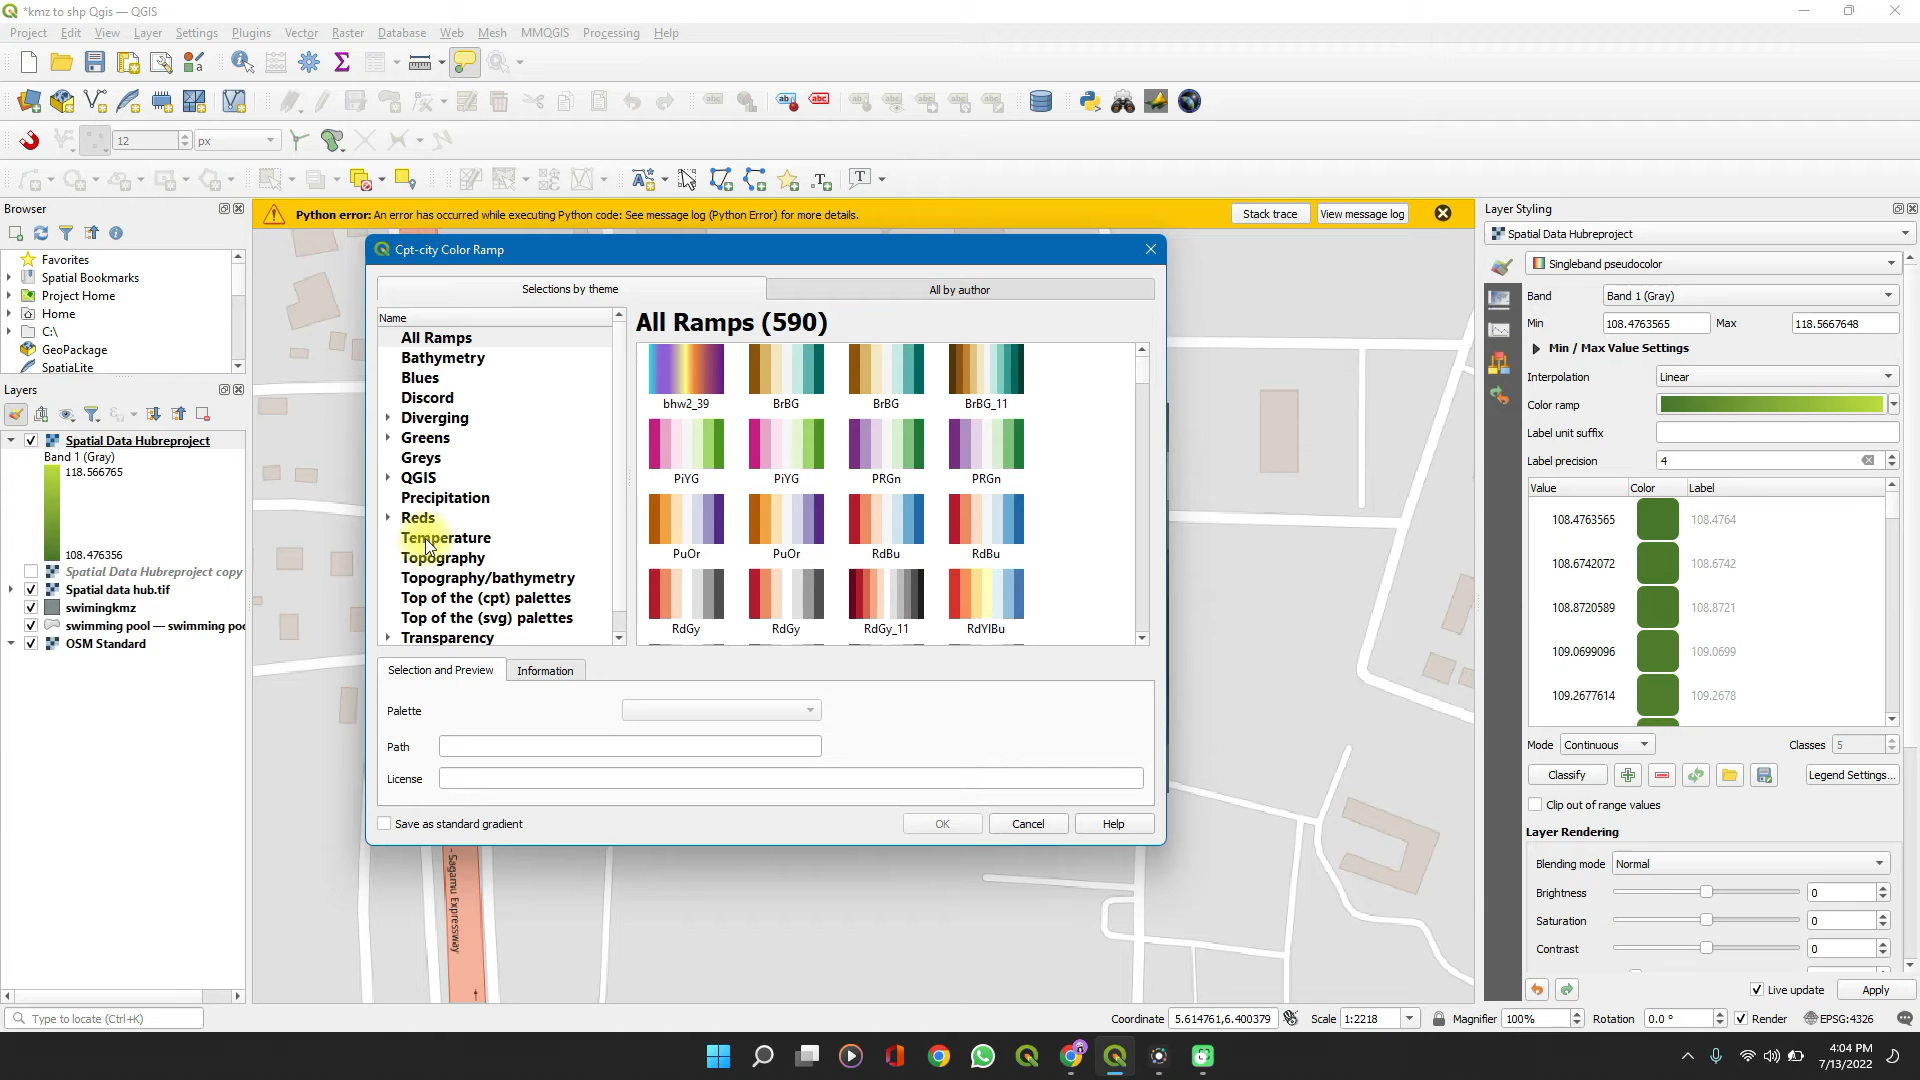 *kmz to shp Qgis — QGIS
Project Edit View Layer Settings Plugins Vector Raster Database Web Mesh MMQGIS Processing Help
12 px
Browser
Favorites
Spatial Bookmarks
Project Home
Home
C:\
GeoPackage
SpatiaLite
Layers
Spatial Data Hubreproject
Band 1 (Gray)
118.566765
108.476356
Spatial Data Hubreproject copy
Spatial data hub.tif
swimingkmz
swimming pool — swimming poo
OSM Standard
Type to locate (Ctrl+K)
Python error: An error has occurred while executing Python code: See message log (Python Error) for more details.
Stack trace
View message log
Cpt-city Color Ramp
Selections by theme
All by author
Name
All Ramps
Bathymetry
Blues
Discord
Diverging
Greens
Greys
QGIS
Precipitation
Reds
Temperature
Topography
Topography/bathymetry
Top of the (cpt) palettes
Top of the (svg) palettes
Transparency
All Ramps (590)
bhw2_39 BrBG BrBG BrBG_11
PiYG PiYG PRGn PRGn
PuOr PuOr RdBu RdBu
RdGy RdGy RdGy_11 RdYlBu
Selection and Preview
Information
Palette
Path
License
Save as standard gradient
OK
Cancel
Help
- Sagamu Expressway
Layer Styling
Spatial Data Hubreproject
Singleband pseudocolor
Band Band 1 (Gray)
Min 108.4763565 Max 118.5667648
Min / Max Value Settings
Interpolation Linear
Color ramp
Label unit suffix
Label precision 4
Value Color Label
108.4763565 108.4764
108.6742072 108.6742
108.8720589 108.8721
109.0699096 109.0699
109.2677614 109.2678
Mode Continuous Classes 5
Classify
Legend Settings...
Clip out of range values
Layer Rendering
Blending mode Normal
Brightness 0
Saturation 0
Contrast 0
Live update Apply
Coordinate 5.614761,6.400379 Scale 1:2218 Magnifier 100% Rotation 0.0 ° Render EPSG:4326
4:04 PM
7/13/2022